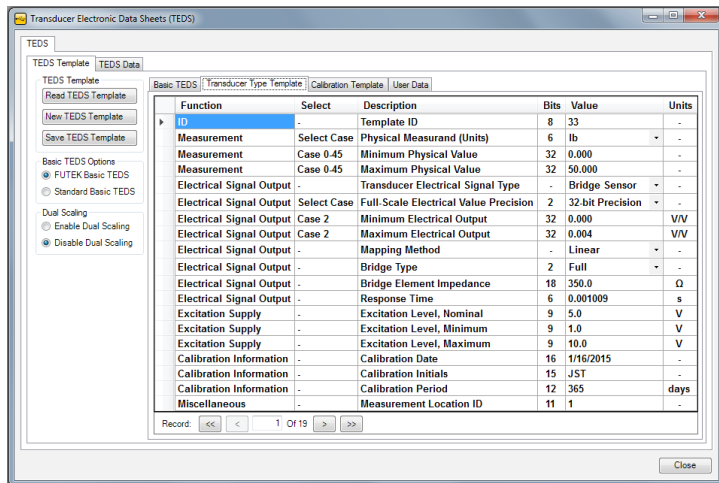 Transducer Electronic Data Sheets (TEDS)
TEDS
TEDS Template TEDS Data
TEDS Template
Read TEDS Template
New TEDS Template
Save TEDS Template
Basic TEDS Options
FUTEK Basic TEDS
Standard Basic TEDS
Dual Scaling
Enable Dual Scaling
Disable Dual Scaling
Basic TEDS Transducer Type Template Calibration Template User Data
Function Select Description Bits Value Units
ID - Template ID 8 33 -
Measurement Select Case Physical Measurand (Units) 6 lb -
Measurement Case 0-45 Minimum Physical Value 32 0.000 -
Measurement Case 0-45 Maximum Physical Value 32 50.000 -
Electrical Signal Output - Transducer Electrical Signal Type - Bridge Sensor -
Electrical Signal Output Select Case Full-Scale Electrical Value Precision 2 32-bit Precision -
Electrical Signal Output Case 2 Minimum Electrical Output 32 0.000 V/V
Electrical Signal Output Case 2 Maximum Electrical Output 32 0.004 V/V
Electrical Signal Output - Mapping Method - Linear -
Electrical Signal Output - Bridge Type 2 Full -
Electrical Signal Output - Bridge Element Impedance 18 350.0 Ω
Electrical Signal Output - Response Time 6 0.001009 s
Excitation Supply - Excitation Level, Nominal 9 5.0 V
Excitation Supply - Excitation Level, Minimum 9 1.0 V
Excitation Supply - Excitation Level, Maximum 9 10.0 V
Calibration Information - Calibration Date 16 1/16/2015 -
Calibration Information - Calibration Initials 15 JST -
Calibration Information - Calibration Period 12 365 days
Miscellaneous - Measurement Location ID 11 1 -
Record: << < 1 Of 19 > >>
Close